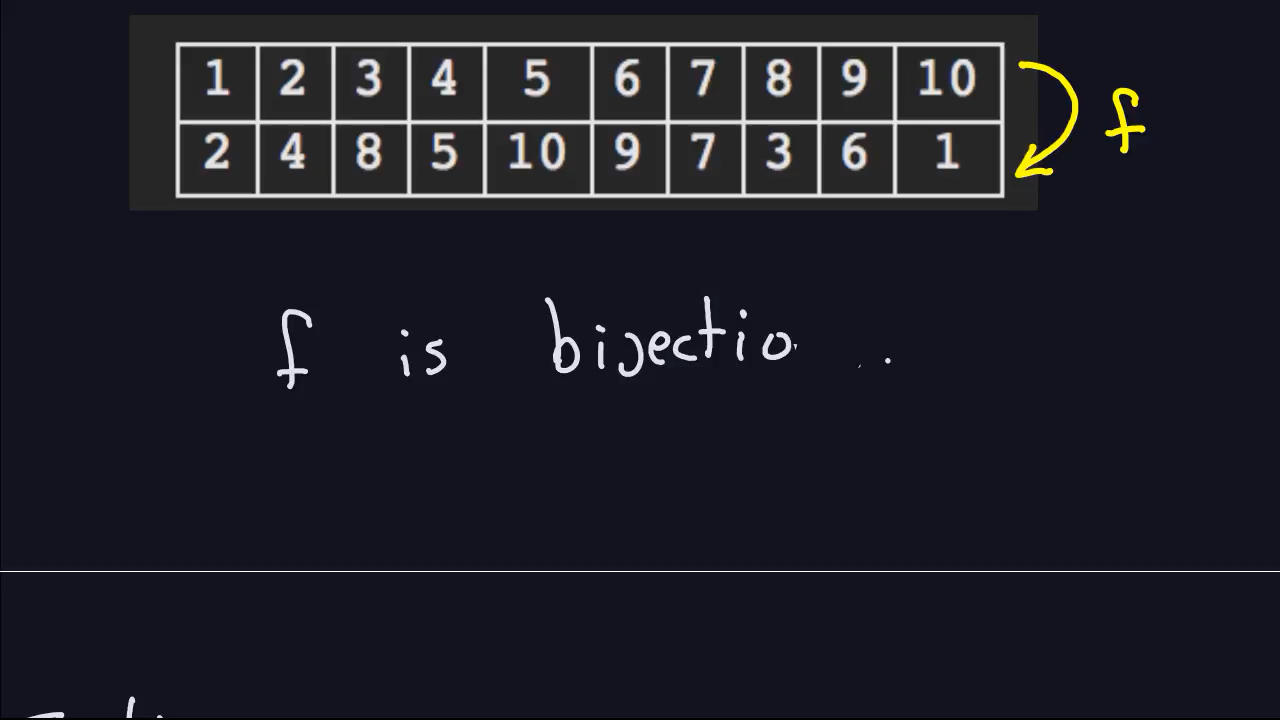 1 2 3 4 5 6 7 8 9 10
2 4 8 5 10 9 7 3 6 1
f
f is bijectio